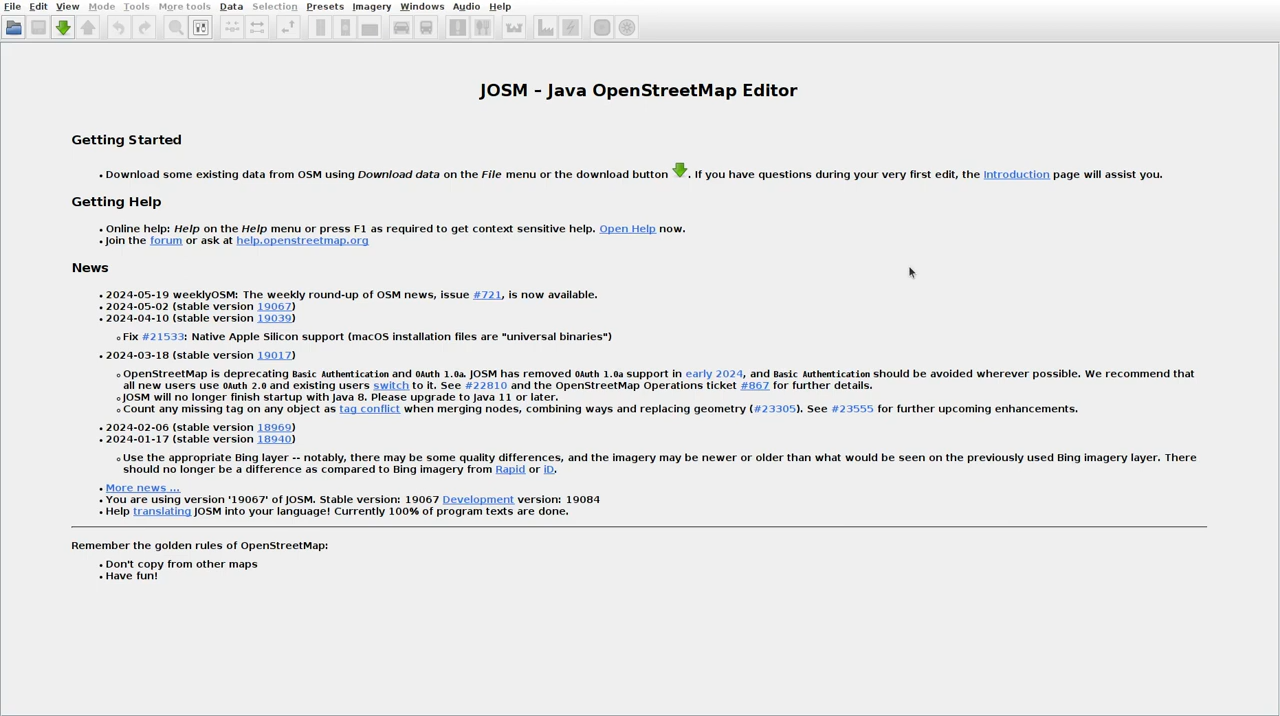 File Edit View Mode Tools More tools Data Selection Presets Imagery Windows Audio Help
JOSM – Java OpenStreetMap Editor
Getting Started
Download some existing data from OSM using Download data on the File menu or the download button . If you have questions during your very first edit, the Introduction page will assist you.
Getting Help
Online help: Help on the Help menu or press F1 as required to get context sensitive help. Open Help now.
Join the forum or ask at help.openstreetmap.org
News
2024-05-19 weeklyOSM: The weekly round-up of OSM news, issue #721, is now available.
2024-05-02 (stable version 19067)
2024-04-10 (stable version 19039)
Fix #21533: Native Apple Silicon support (macOS installation files are "universal binaries")
2024-03-18 (stable version 19017)
OpenStreetMap is deprecating Basic Authentication and OAuth 1.0a. JOSM has removed OAuth 1.0a support in early 2024, and Basic Authentication should be avoided wherever possible. We recommend that
all new users use OAuth 2.0 and existing users switch to it. See #22810 and the OpenStreetMap Operations ticket #867 for further details.
JOSM will no longer finish startup with Java 8. Please upgrade to Java 11 or later.
Count any missing tag on any object as tag conflict when merging nodes, combining ways and replacing geometry (#23305). See #23555 for further upcoming enhancements.
2024-02-06 (stable version 18969)
2024-01-17 (stable version 18940)
Use the appropriate Bing layer -- notably, there may be some quality differences, and the imagery may be newer or older than what would be seen on the previously used Bing imagery layer. There
should no longer be a difference as compared to Bing imagery from Rapid or iD.
More news ...
You are using version '19067' of JOSM. Stable version: 19067 Development version: 19084
Help translating JOSM into your language! Currently 100% of program texts are done.
Remember the golden rules of OpenStreetMap:
Don't copy from other maps
Have fun!